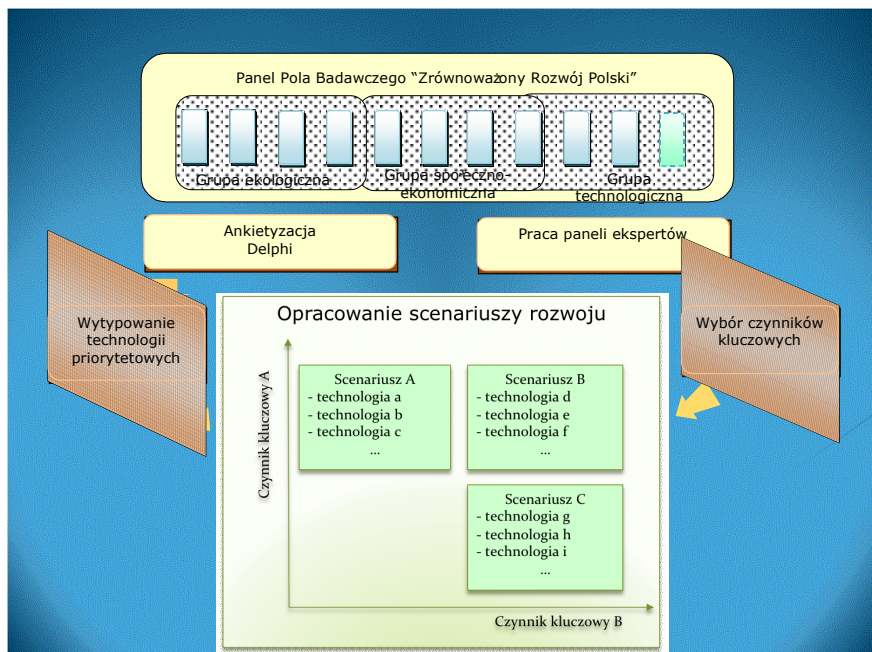 Panel Pola Badawczego “Zrównoważony Rozwój Polski”
Grupa ekologiczna
Grupa społeczno-
ekonomiczna
Grupa
technologiczna
Ankietyzacja
Delphi
Praca paneli ekspertów
Wytypowanie
technologii
priorytetowych
Wybór czynników
kluczowych
Opracowanie scenariuszy rozwoju
Czynnik kluczowy A
Scenariusz A
- technologia a
- technologia b
- technologia c
...
Scenariusz B
- technologia d
- technologia e
- technologia f
...
Scenariusz C
- technologia g
- technologia h
- technologia i
...
Czynnik kluczowy B